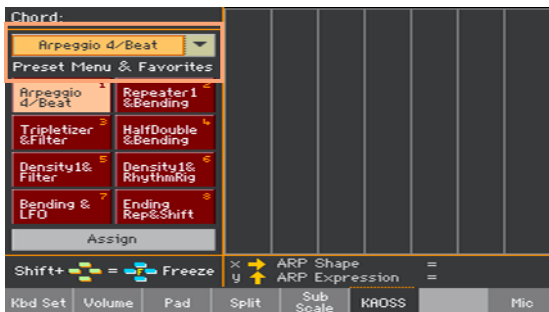 Chord:
Arpeggio 4/Beat
Preset Menu & Favorites
Arpeggio 4/Beat 1
Repeater1 &Bending 2
Tripletizer &Filter 3
HalfDouble &Bending 4
Density1& Filter 5
Density1& RhythmRig 6
Bending & LFO 7
Ending Rep&Shift 8
Assign
Shift+ = F Freeze
x ARP Shape =
y ARP Expression =
Kbd Set Volume Pad Split Sub Scale KAOSS Mic